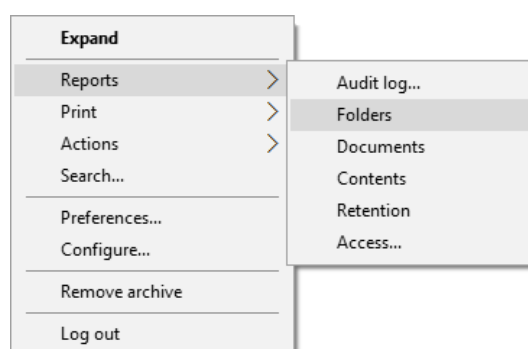 Expand
Reports
Print
Actions
Search...
Preferences...
Configure...
Remove archive
Log out
Audit log...
Folders
Documents
Contents
Retention
Access...